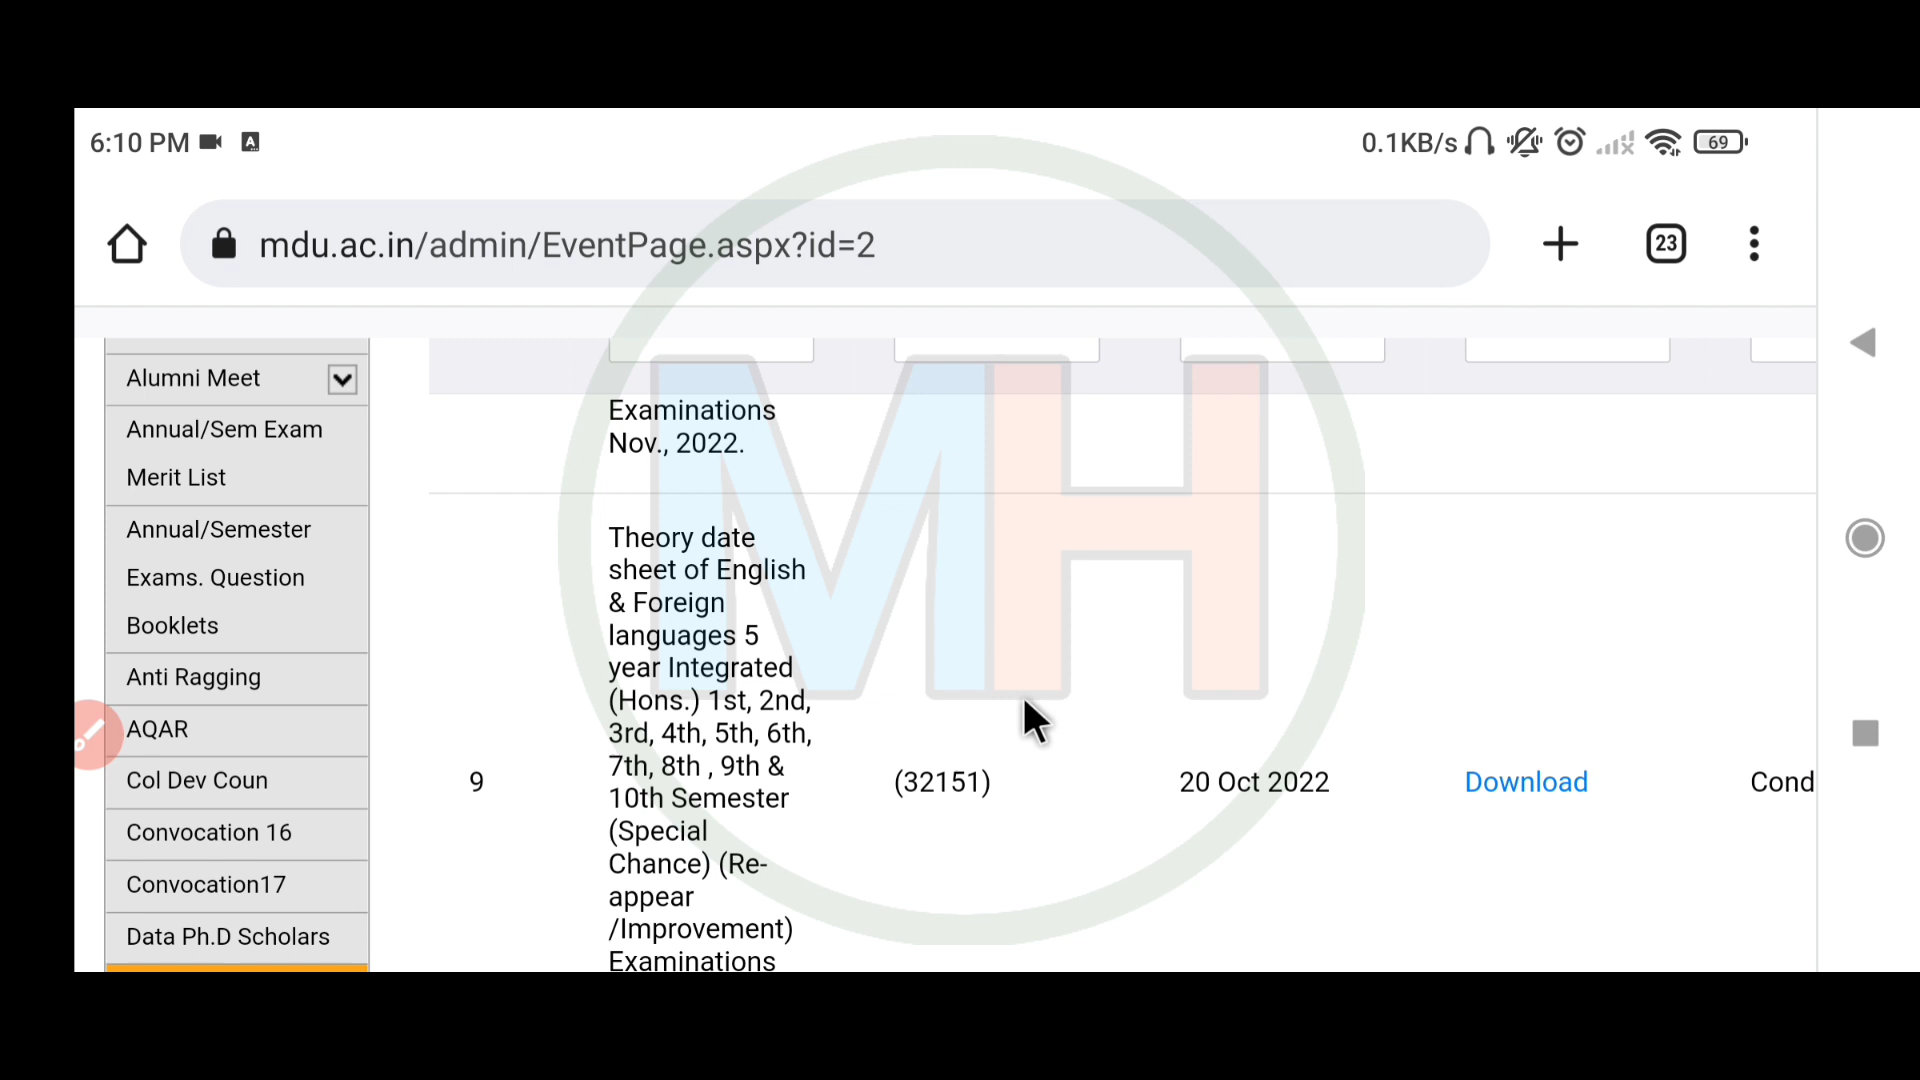 6:10 PM
A
0.1KB/s
69
mdu.ac.in/admin/EventPage.aspx?id=2
23
Alumni Meet
Annual/Sem Exam
Merit List
Annual/Semester
Exams. Question
Booklets
Anti Ragging
AQAR
Col Dev Coun
Convocation 16
Convocation17
Data Ph.D Scholars
Examinations
Nov., 2022.
9
Theory date
sheet of English
& Foreign
languages 5
year Integrated
(Hons.) 1st, 2nd,
3rd, 4th, 5th, 6th,
7th, 8th , 9th &
10th Semester
(Special
Chance) (Re-
appear
/Improvement)
Examinations
(32151)
20 Oct 2022
Download
Cond
MH